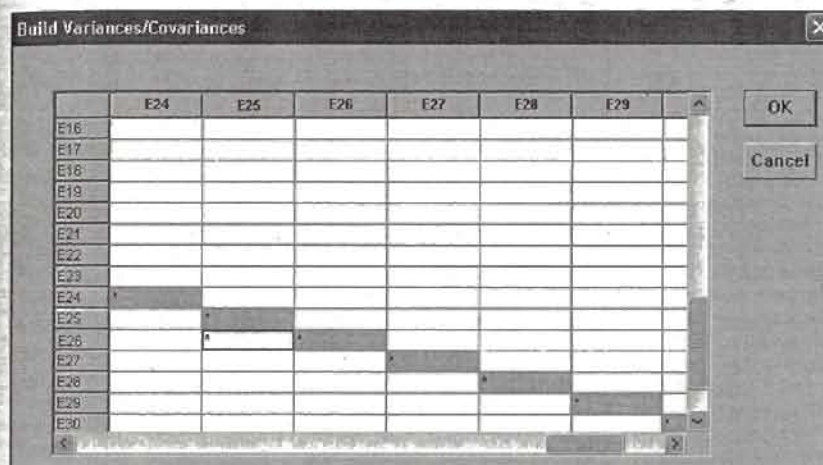 Build Variances/Covariances
E24 E25 E26 E27 E28 E29
OK
Cancel
E16
E17
E18
E19
E20
E21
E22
E23
E24 *
E25 *
E26 * *
E27 *
E28 *
E29 *
E30 *